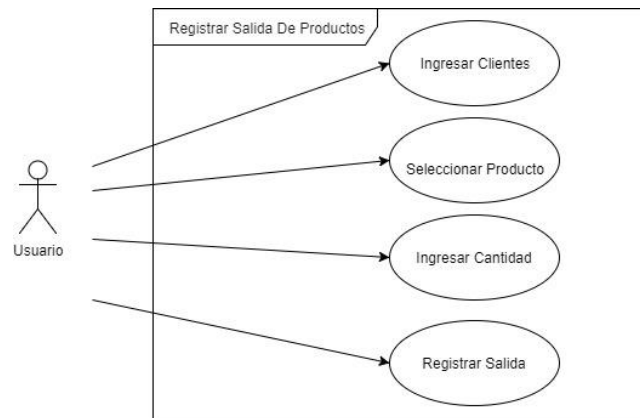 Registrar Salida De Productos
Ingresar Clientes
Seleccionar Producto
Usuario
Ingresar Cantidad
Registrar Salida